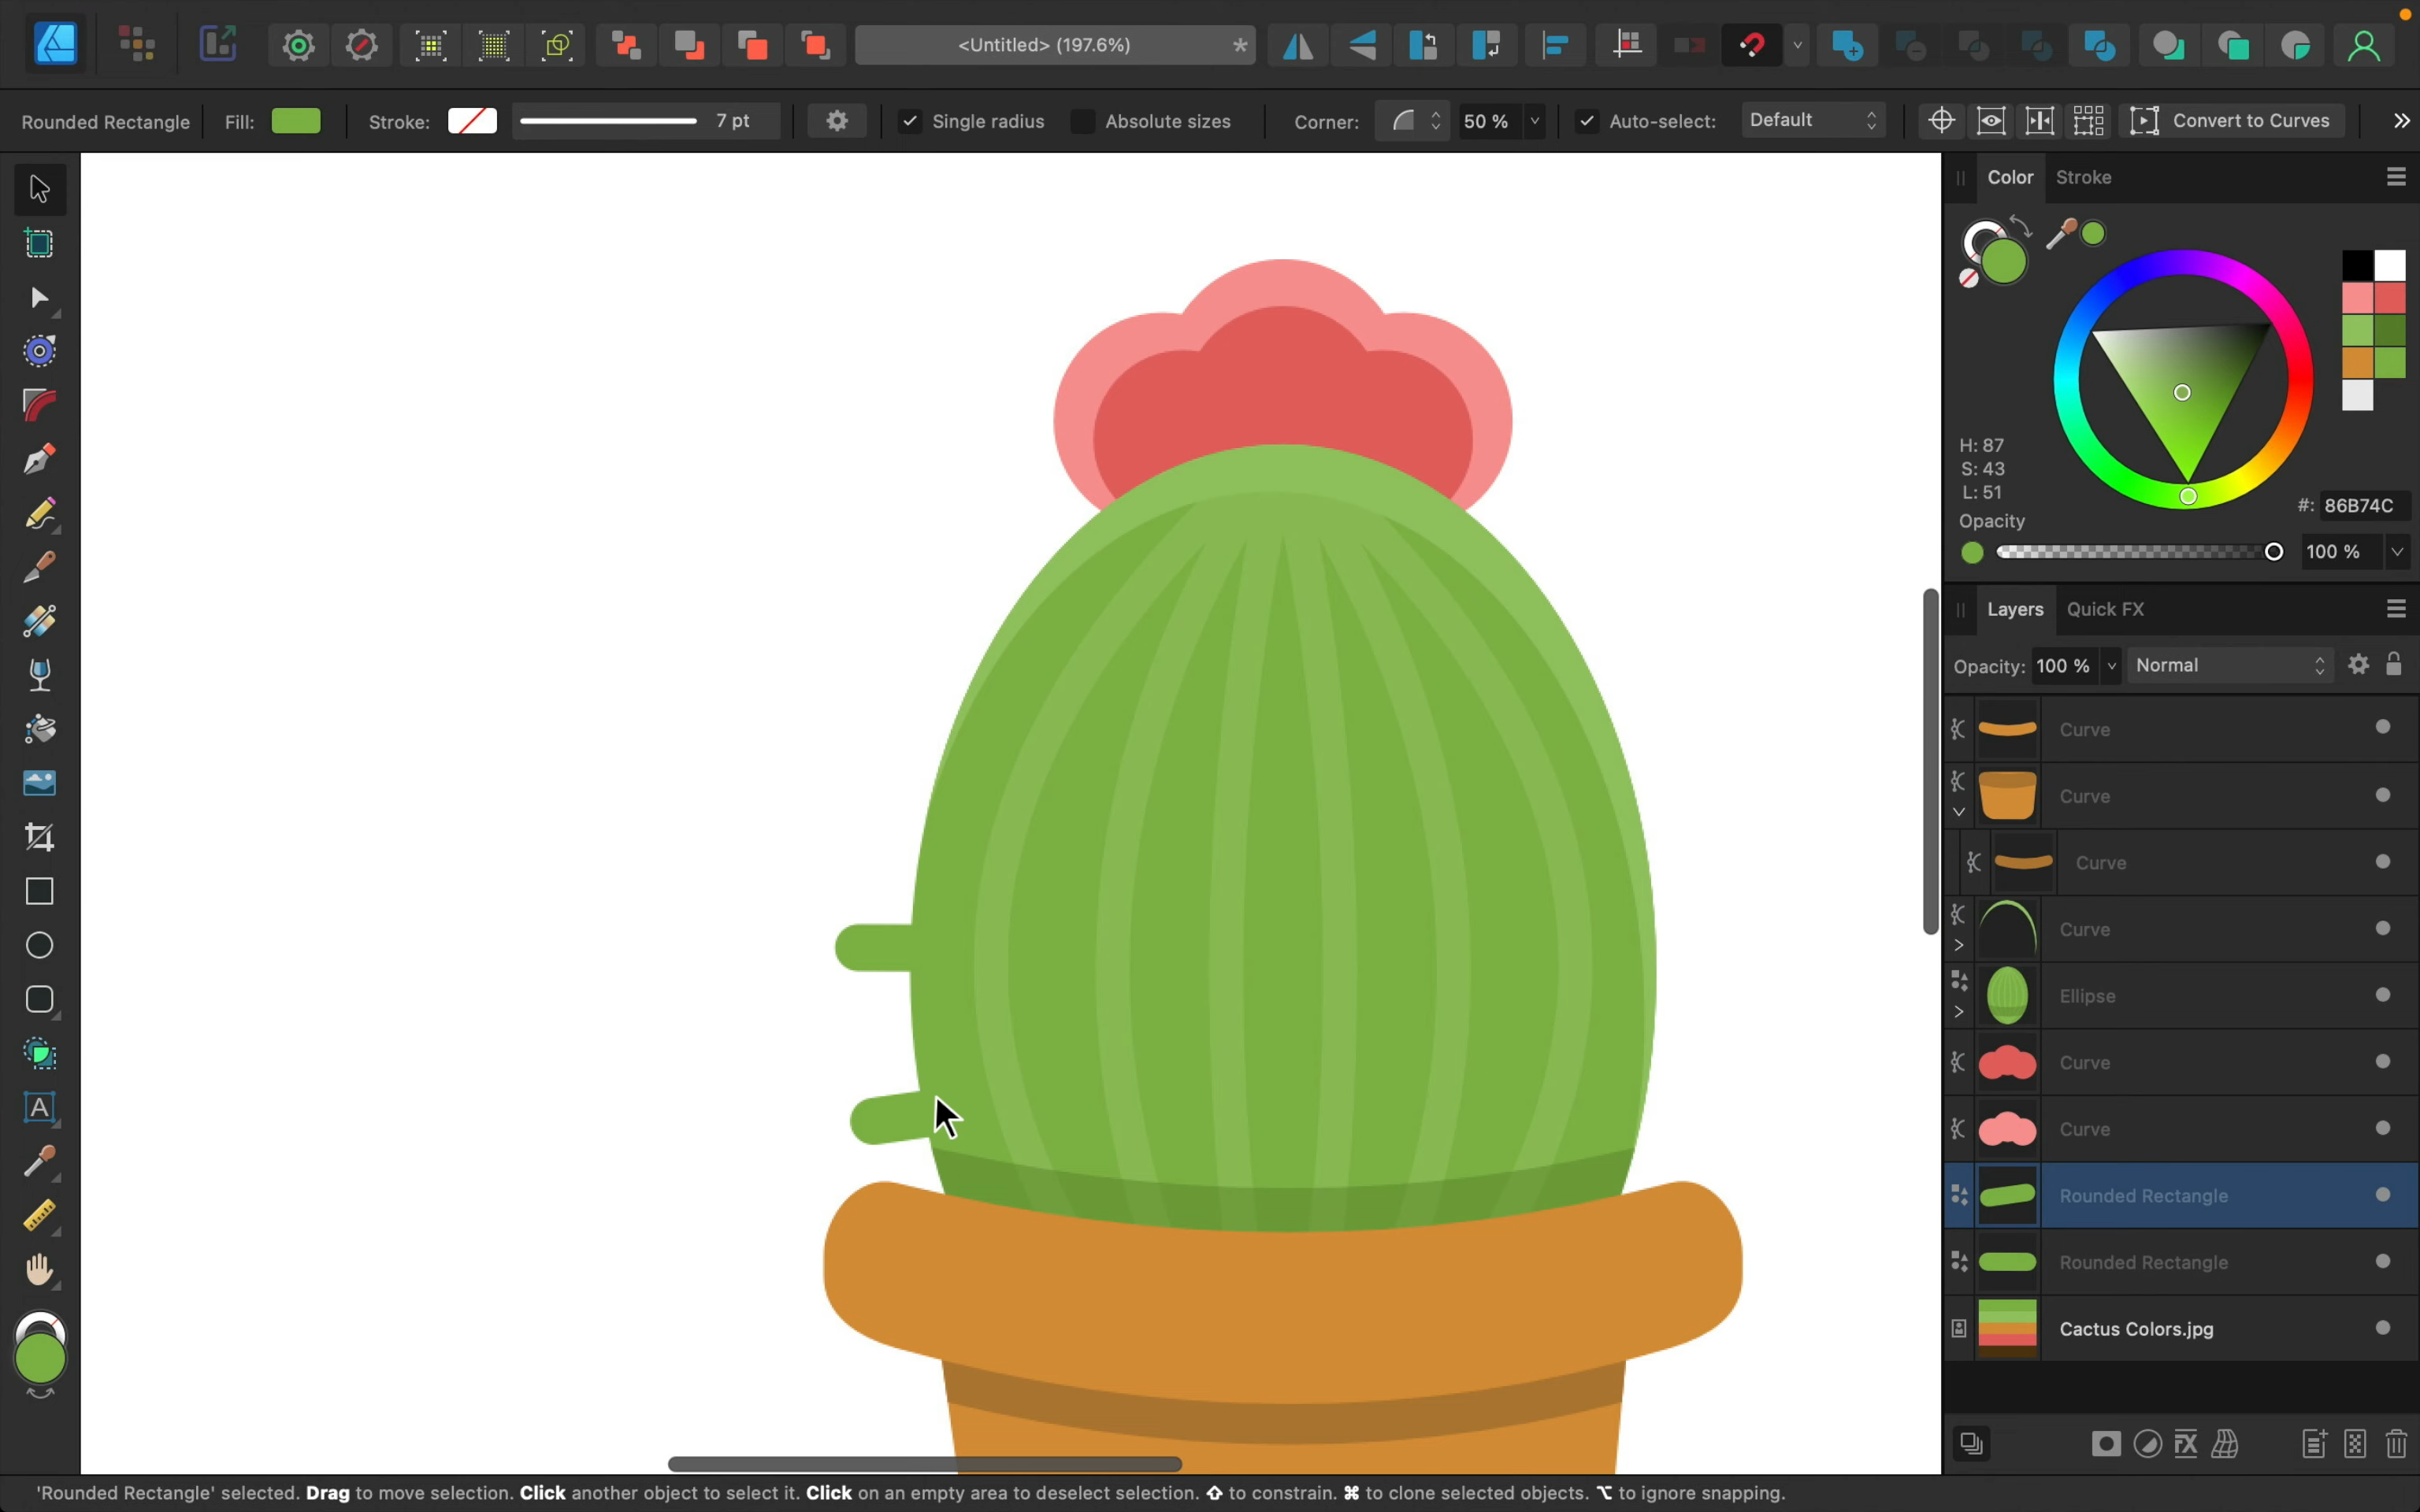 <Untitled> (197.6%) *
Rounded Rectangle Fill: Stroke: 7 pt Single radius Absolute sizes Corner: 50 % Auto-select: Default Convert to Curves
Color Stroke
H: 87
S: 43
L: 51
#: 86B74C
Opacity
100 %
Layers Quick FX
Opacity: 100 % Normal
Curve
Curve
Curve
Curve
Ellipse
Curve
Curve
Rounded Rectangle
Rounded Rectangle
Cactus Colors.jpg
A
FX
'Rounded Rectangle' selected. Drag to move selection. Click another object to select it. Click on an empty area to deselect selection. ⇧ to constrain. ⌘ to clone selected objects. ⌥ to ignore snapping.